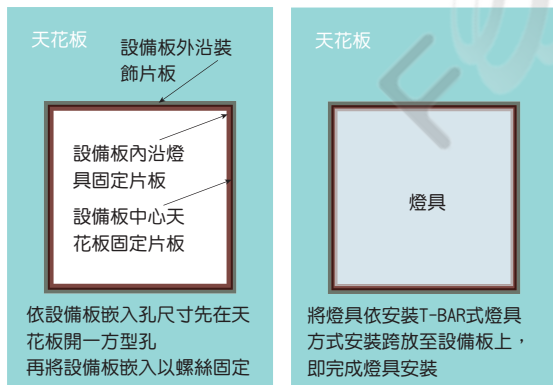 天花板
設備板外沿裝
飾片板
設備板內沿燈
具固定片板
設備板中心天
花板固定片板
依設備板嵌入孔尺寸先在天
花板開一方型孔
再將設備板嵌入以螺絲固定
天花板
燈具
將燈具依安裝T-BAR式燈具
方式安裝跨放至設備板上，
即完成燈具安裝